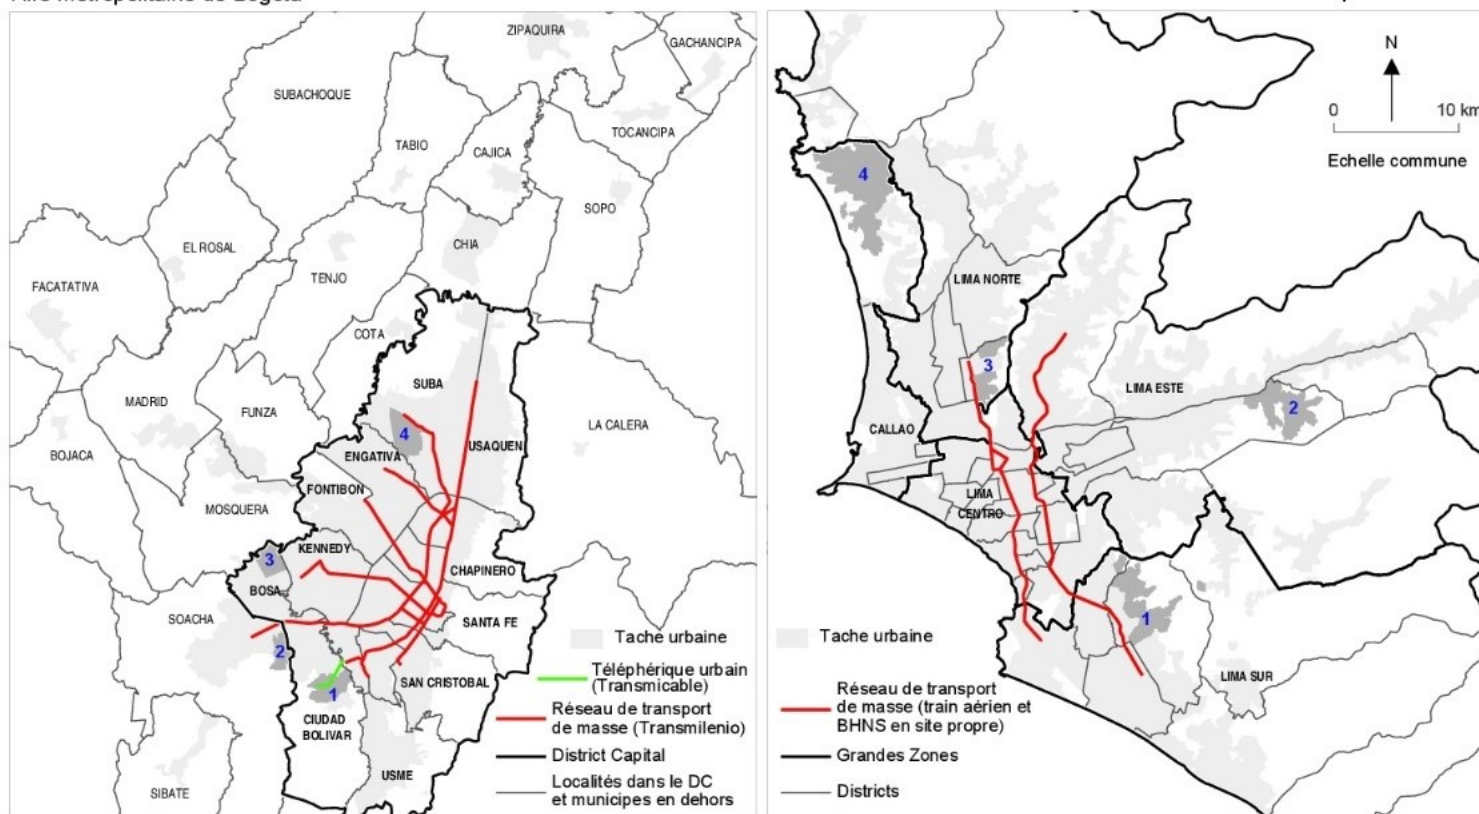 ZIPAQUIRA
GACHANCIPA
SUBACHOQUE
TOCANCIPA
TABIO
CAJICA
SOPO
EL ROSAL
CHIA
TENJO
FACATATIVA
COTA
SUBA
MADRID
FUNZA
LA CALERA
4
USAQUEN
BOJACA
ENGATIVA
FONTIBON
MOSQUERA
KENNEDY
3
CHAPINERO
BOSA
SOACHA
SANTA FE
2
SAN CRISTOBAL
1
CIUDAD
BOLIVAR
USME
SIBATE
Tache urbaine
Téléphérique urbain
(Transmicable)
Réseau de transport
de masse (Transmilenio)
District Capital
Localités dans le DC
et municipes en dehors
N
0 10 km
Echelle commune
4
LIMA NORTE
3
LIMA ESTE
2
CALLAO
LIMA
CENTRO
1
LIMA SUR
Tache urbaine
Réseau de transport
de masse (train aérien et
BHNS en site propre)
Grandes Zones
Districts